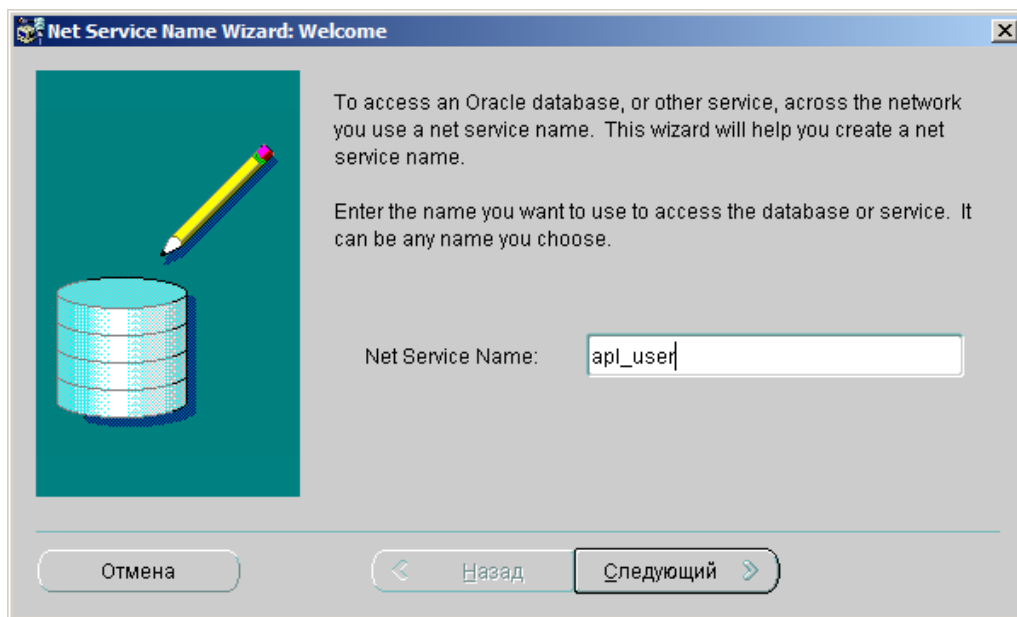 Net Service Name Wizard: Welcome
To access an Oracle database, or other service, across the network
you use a net service name. This wizard will help you create a net
service name.
Enter the name you want to use to access the database or service. It
can be any name you choose.
Net Service Name: apl_user
Отмена Назад Следующий